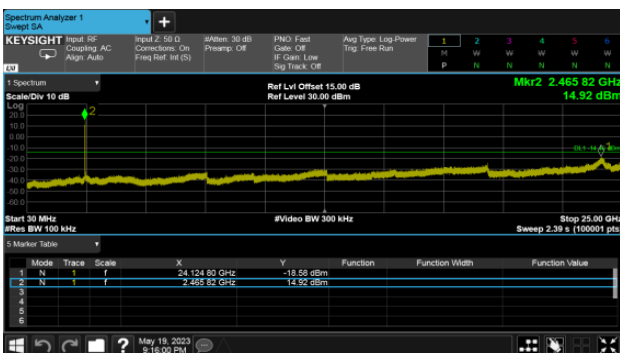 Spectrum Analyzer 1
Swept SA
+
KEYSIGHT Input: RF Input Z: 50 Ω #Atten: 30 dB PNO: Fast Avg Type: Log-Power 1 2 3 4 5 6
Coupling: AC Corrections: On Preamp: Off Gate: Off Trig: Free Run M W W W W W
Align: Auto Freq Ref: Int (S) IF Gain: Low
Sig Track: Off P N N N N N
LXI
1 Spectrum Ref Lvl Offset 15.00 dB Mkr2 2.465 82 GHz
Scale/Div 10 dB Ref Level 30.00 dBm 14.92 dBm
Log
20.0
10.0
0.00
-10.0
-20.0
-30.0
-40.0
-50.0
-60.0
2
1
Start 30 MHz #Video BW 300 kHz Stop 25.00 GHz
#Res BW 100 kHz Sweep 2.39 s (100001 pts)
5 Marker Table
Mode Trace Scale X Y Function Function Width Function Value
1 N 1 f 24.124 80 GHz -18.58 dBm
2 N 1 f 2.465 82 GHz 14.92 dBm
3
4
5
6
? May 19, 2023
9:16:00 PM